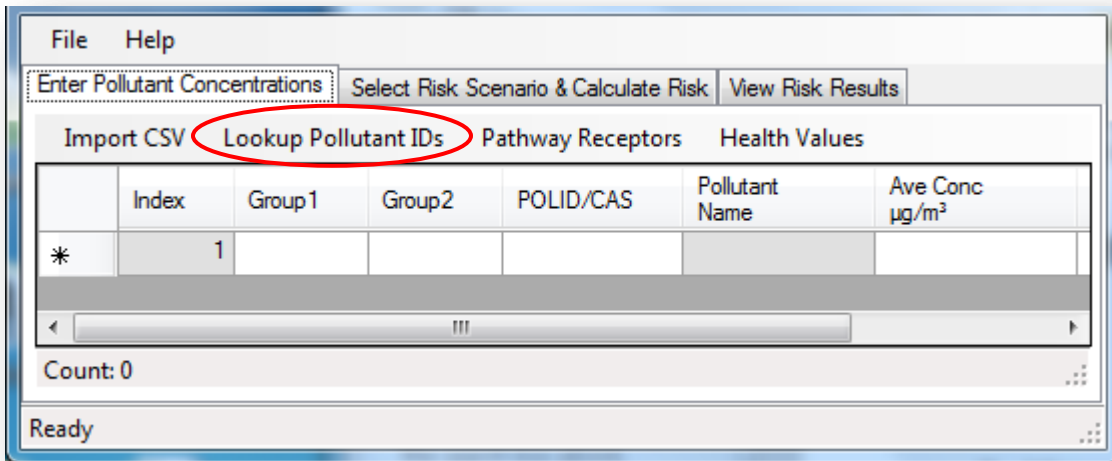 File Help
Enter Pollutant Concentrations Select Risk Scenario & Calculate Risk View Risk Results
Import CSV Lookup Pollutant IDs Pathway Receptors Health Values
Index Group1 Group2 POLID/CAS Pollutant Name Ave Conc µg/m³
* 1
Count: 0
Ready